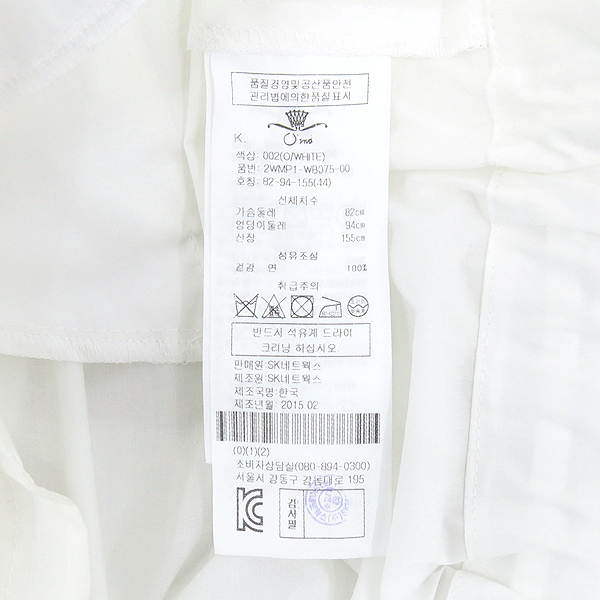 품질경영및공산품안전
관리법에의한품질표시
K.
O'2nd
색상: 002(O/WHITE)
품번: 2WMP1-WB075-00
호칭: 82-94-155(44)
신체치수
가슴둘레 82cm
엉덩이둘레 94cm
신장 155cm
섬유조성
겉감 면 100%
취급주의
반드시 석유계 드라이
크리닝 하십시오
판매원:SK네트웍스
제조원:SK네트웍스
제조국명:한국
제조년월: 2015.02
(0)(1)(2)
소비자상담실(080-894-0300)
서울시 강동구 강동대로 195
KC
검사필